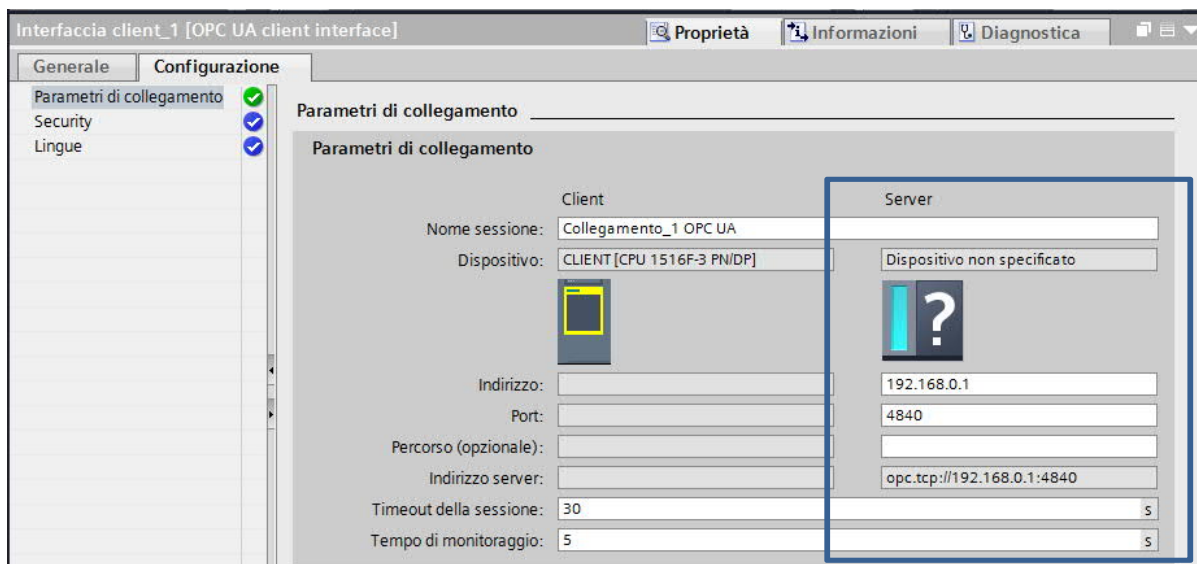 Interfaccia client_1 [OPC UA client interface]
Proprietà
Informazioni
Diagnostica
Generale
Configurazione
Parametri di collegamento
Security
Lingue
Parametri di collegamento
Parametri di collegamento
Client Server
Nome sessione: Collegamento_1 OPC UA
Dispositivo: CLIENT [CPU 1516F-3 PN/DP] Dispositivo non specificato
?
Indirizzo: 192.168.0.1
Port: 4840
Percorso (opzionale):
Indirizzo server: opc.tcp://192.168.0.1:4840
Timeout della sessione: 30 s
Tempo di monitoraggio: 5 s